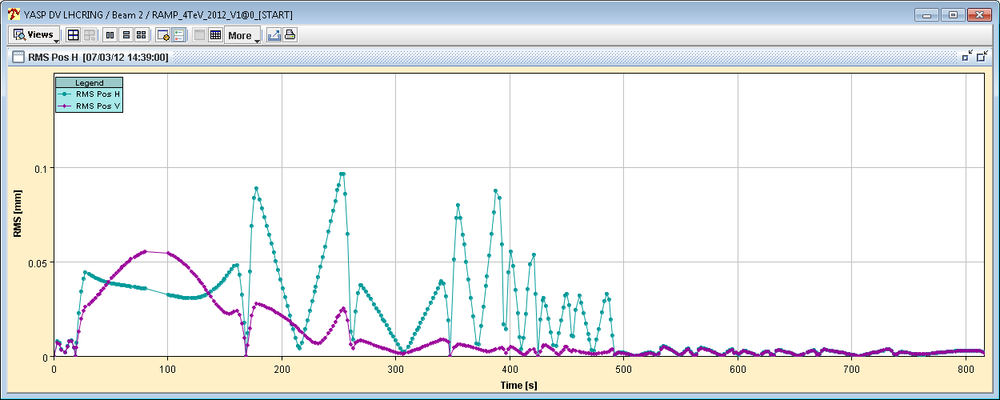 YASP DV LHCRING / Beam 2 / RAMP_4TeV_2012_V1@0_[START]
Views More
RMS Pos H [07/03/12 14:39:00]
Legend
RMS Pos H
RMS Pos V
0.1
0.05
0
RMS [mm]
0 100 200 300 400 500 600 700 800
Time [s]